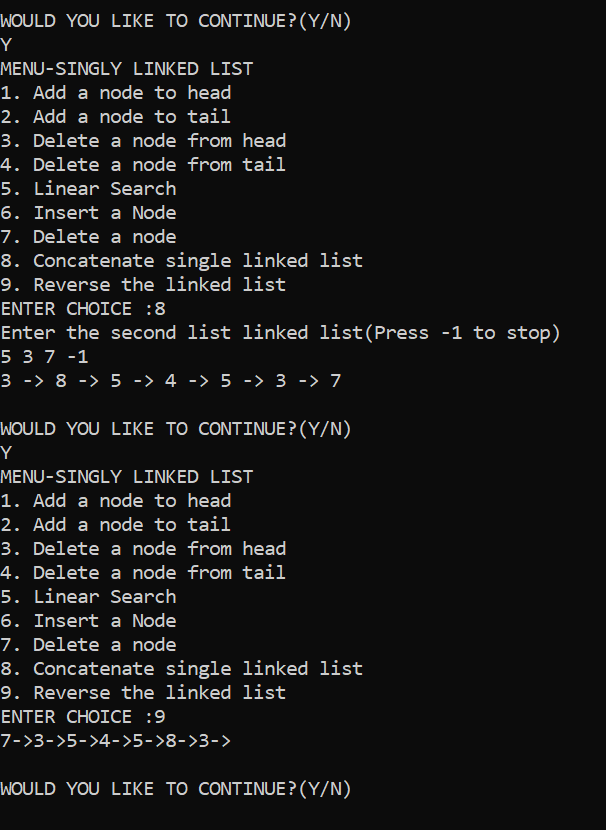 WOULD YOU LIKE TO CONTINUE?(Y/N)
Y
MENU-SINGLY LINKED LIST
1. Add a node to head
2. Add a node to tail
3. Delete a node from head
4. Delete a node from tail
5. Linear Search
6. Insert a Node
7. Delete a node
8. Concatenate single linked list
9. Reverse the linked list
ENTER CHOICE :8
Enter the second list linked list(Press -1 to stop)
5 3 7 -1
3 -> 8 -> 5 -> 4 -> 5 -> 3 -> 7
WOULD YOU LIKE TO CONTINUE?(Y/N)
Y
MENU-SINGLY LINKED LIST
1. Add a node to head
2. Add a node to tail
3. Delete a node from head
4. Delete a node from tail
5. Linear Search
6. Insert a Node
7. Delete a node
8. Concatenate single linked list
9. Reverse the linked list
ENTER CHOICE :9
7->3->5->4->5->8->3->
WOULD YOU LIKE TO CONTINUE?(Y/N)